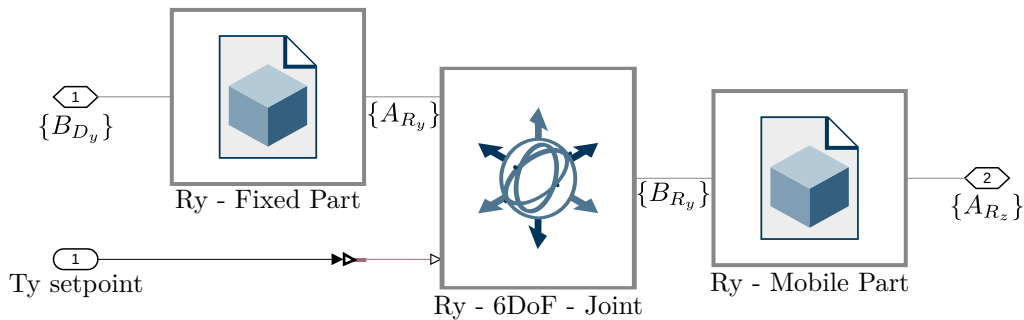 1
{B_{D_y}}
Ry - Fixed Part
{A_{R_y}}
1
Ty setpoint
Ry - 6DoF - Joint
{B_{R_y}}
Ry - Mobile Part
2
{A_{R_z}}